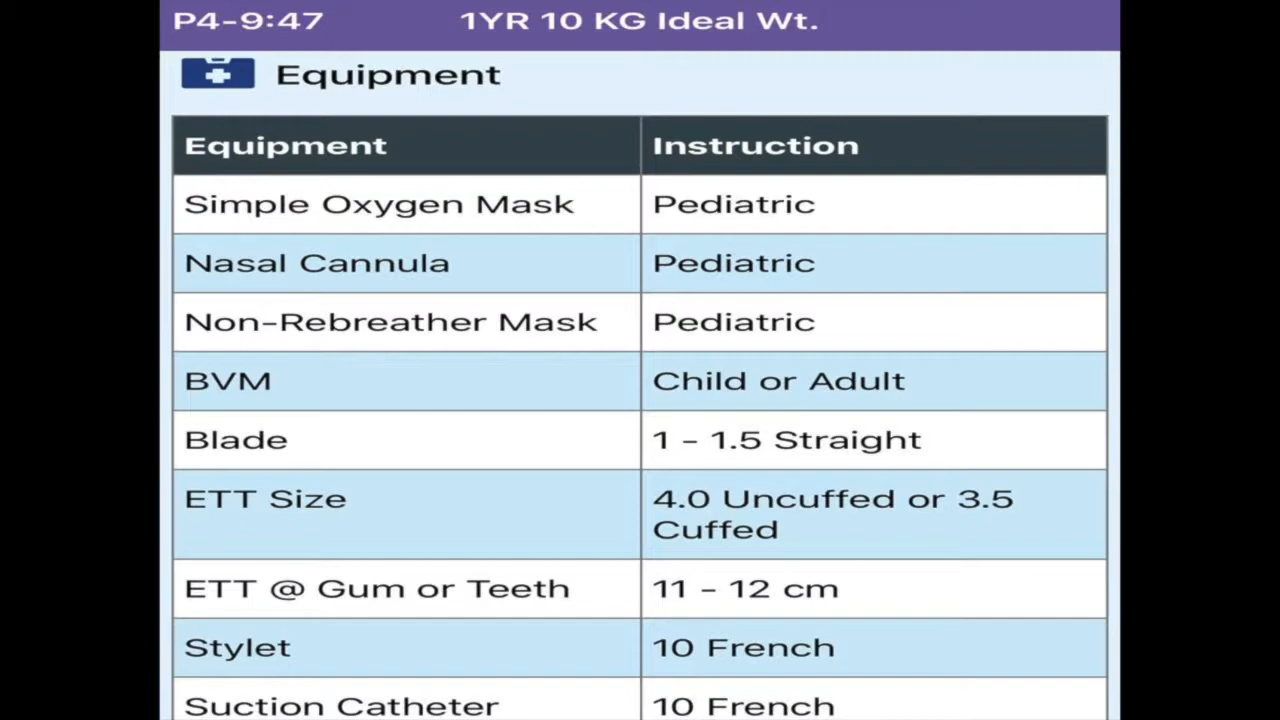 P4-9:47 1YR 10 KG Ideal Wt.
Equipment
Equipment Instruction
Simple Oxygen Mask Pediatric
Nasal Cannula Pediatric
Non-Rebreather Mask Pediatric
BVM Child or Adult
Blade 1 - 1.5 Straight
ETT Size 4.0 Uncuffed or 3.5
Cuffed
ETT @ Gum or Teeth 11 - 12 cm
Stylet 10 French
Suction Catheter 10 French